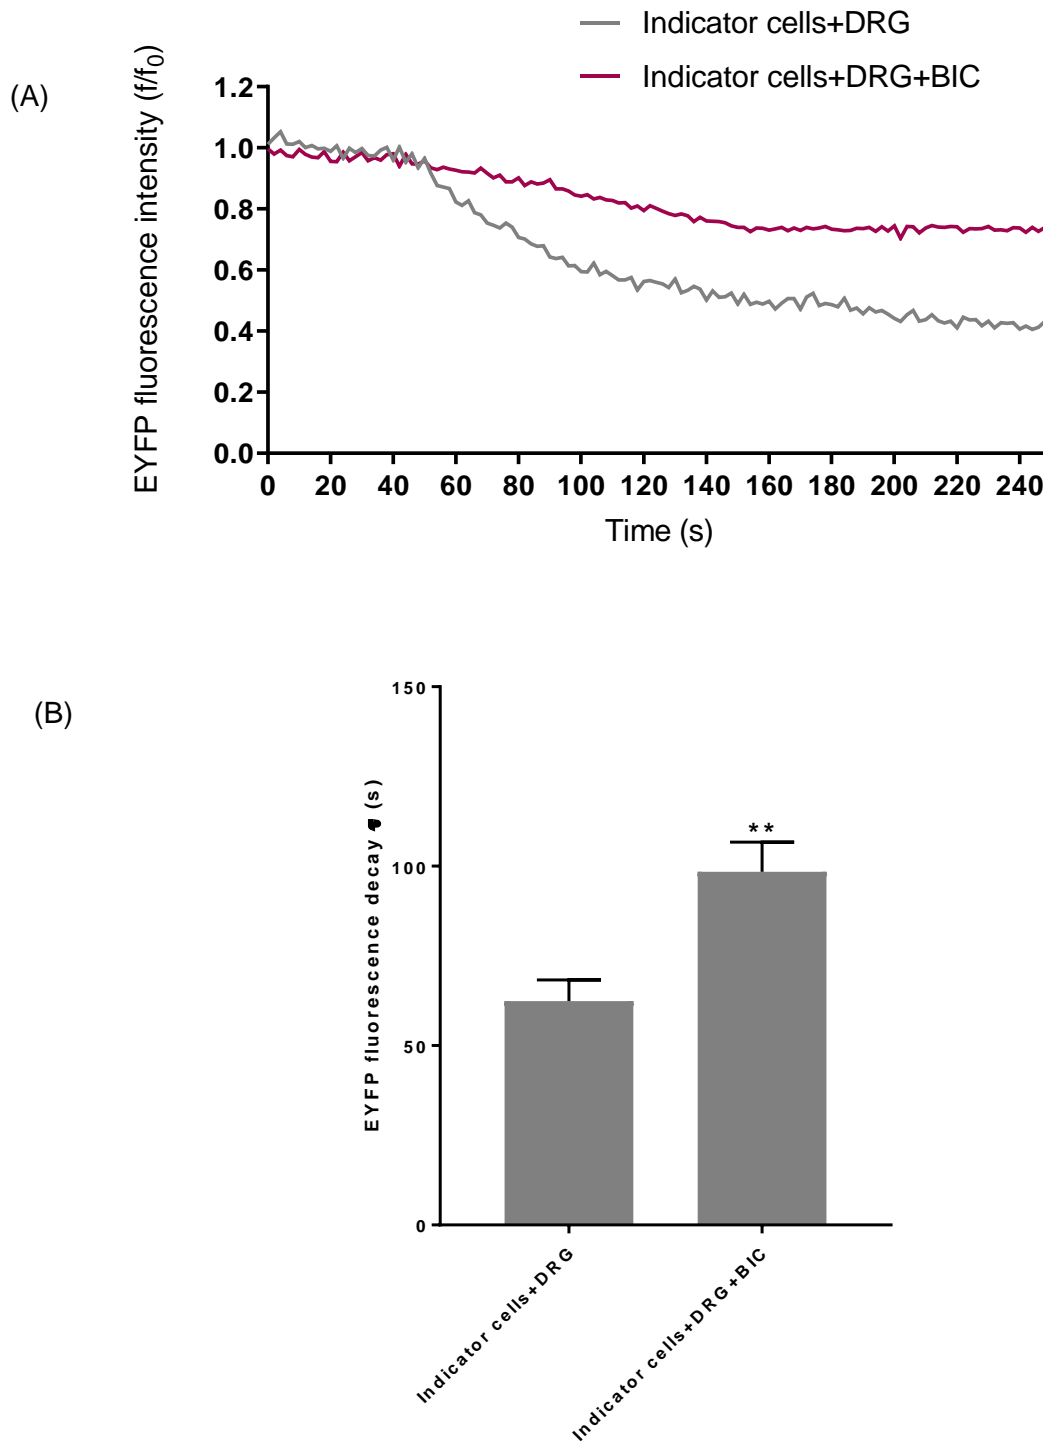 Indicator cells+DRG
Indicator cells+DRG+BIC
(A)
EYFP fluorescence intensity (f/f0)
1.2
1.0
0.8
0.6
0.4
0.2
0.0
0 20 40 60 80 100 120 140 160 180 200 220 240
Time (s)
(B)
EYFP fluorescence decay (s)
150
100
50
0
**
Indicator cells+DRG
Indicator cells+DRG+BIC